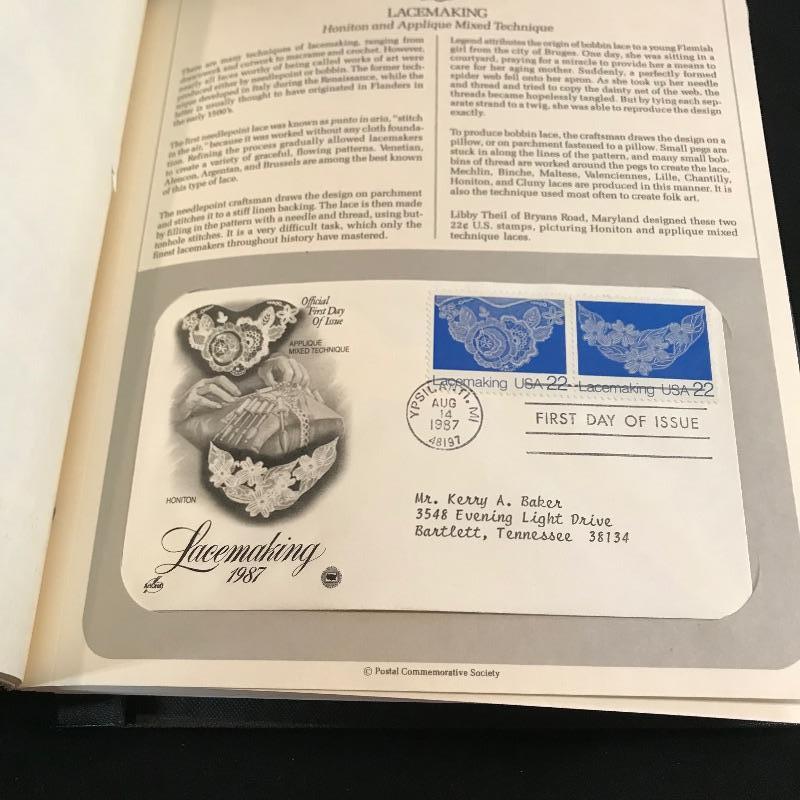 LACEMAKING
Honiton and Applique Mixed Technique
There are many techniques of lacemaking, ranging from
drawnwork and cutwork to macrame and crochet. However,
nearly all laces worthy of being called works of art were
produced either by needlepoint or bobbin. The former tech-
nique developed in Italy during the Renaissance, while the
latter is usually thought to have originated in Flanders in
the early 1500's.
The first needlepoint lace was known as punto in aria, "stitch
in the air," because it was worked without any cloth founda-
tion. Refining the process gradually allowed lacemakers
to create a variety of graceful, flowing patterns. Venetian,
Alencon, Argentan, and Brussels are among the best known
of this type of lace.
The needlepoint craftsman draws the design on parchment
and stitches it to a stiff linen backing. The lace is then made
by filling in the pattern with a needle and thread, using but-
tonhole stitches. It is a very difficult task, which only the
finest lacemakers throughout history have mastered.
Legend attributes the origin of bobbin lace to a young Flemish
girl from the city of Bruges. One day, she was sitting in a
courtyard, praying for a miracle to provide her a means to
care for her aging mother. Suddenly, a perfectly formed
spider web fell onto her apron. As she took up her needle
and thread and tried to copy the dainty net of the web, the
threads became hopelessly tangled. But by tying each sep-
arate strand to a twig, she was able to reproduce the design
exactly.
To produce bobbin lace, the craftsman draws the design on a
pillow, or on parchment fastened to a pillow. Small pegs are
stuck in along the lines of the pattern, and many small bob-
bins of thread are worked around the pegs to create the lace.
Mechlin, Binche, Maltese, Valenciennes, Lille, Chantilly,
Honiton, and Cluny laces are produced in this manner. It is
also the technique used most often to create folk art.
Libby Theil of Bryans Road, Maryland designed these two
22¢ U.S. stamps, picturing Honiton and applique mixed
technique laces.
Official
First Day
Of Issue
APPLIQUE
MIXED TECHNIQUE
HONITON
Lacemaking
1987
ArtCraft
Lacemaking USA 22
Lacemaking USA 22
YPSILANTI, MI
AUG
14
1987
48197
FIRST DAY OF ISSUE
Mr. Kerry A. Baker
3548 Evening Light Drive
Bartlett, Tennessee 38134
© Postal Commemorative Society